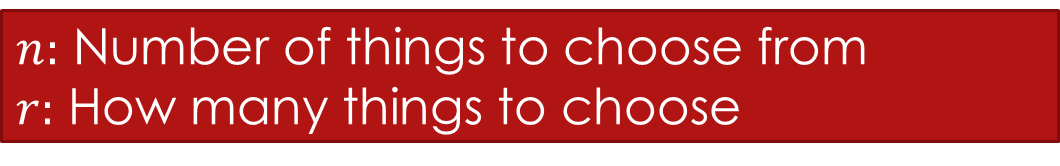 n: Number of things to choose from
r: How many things to choose